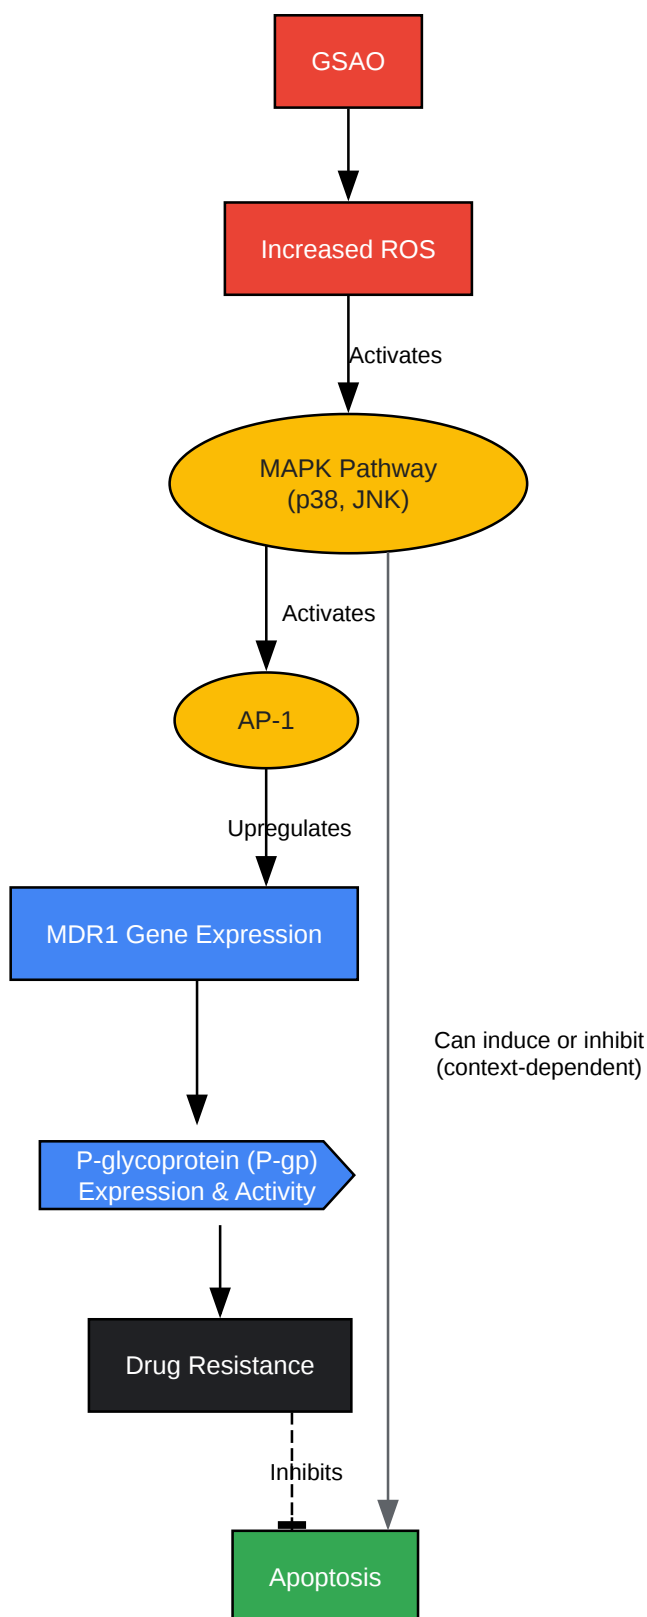 GSAO
Increased ROS
Activates
MAPK Pathway
(p38, JNK)
Activates
AP-1
Upregulates
MDR1 Gene Expression
Can induce or inhibit
(context-dependent)
P-glycoprotein (P-gp)
Expression & Activity
Drug Resistance
Inhibits
Apoptosis